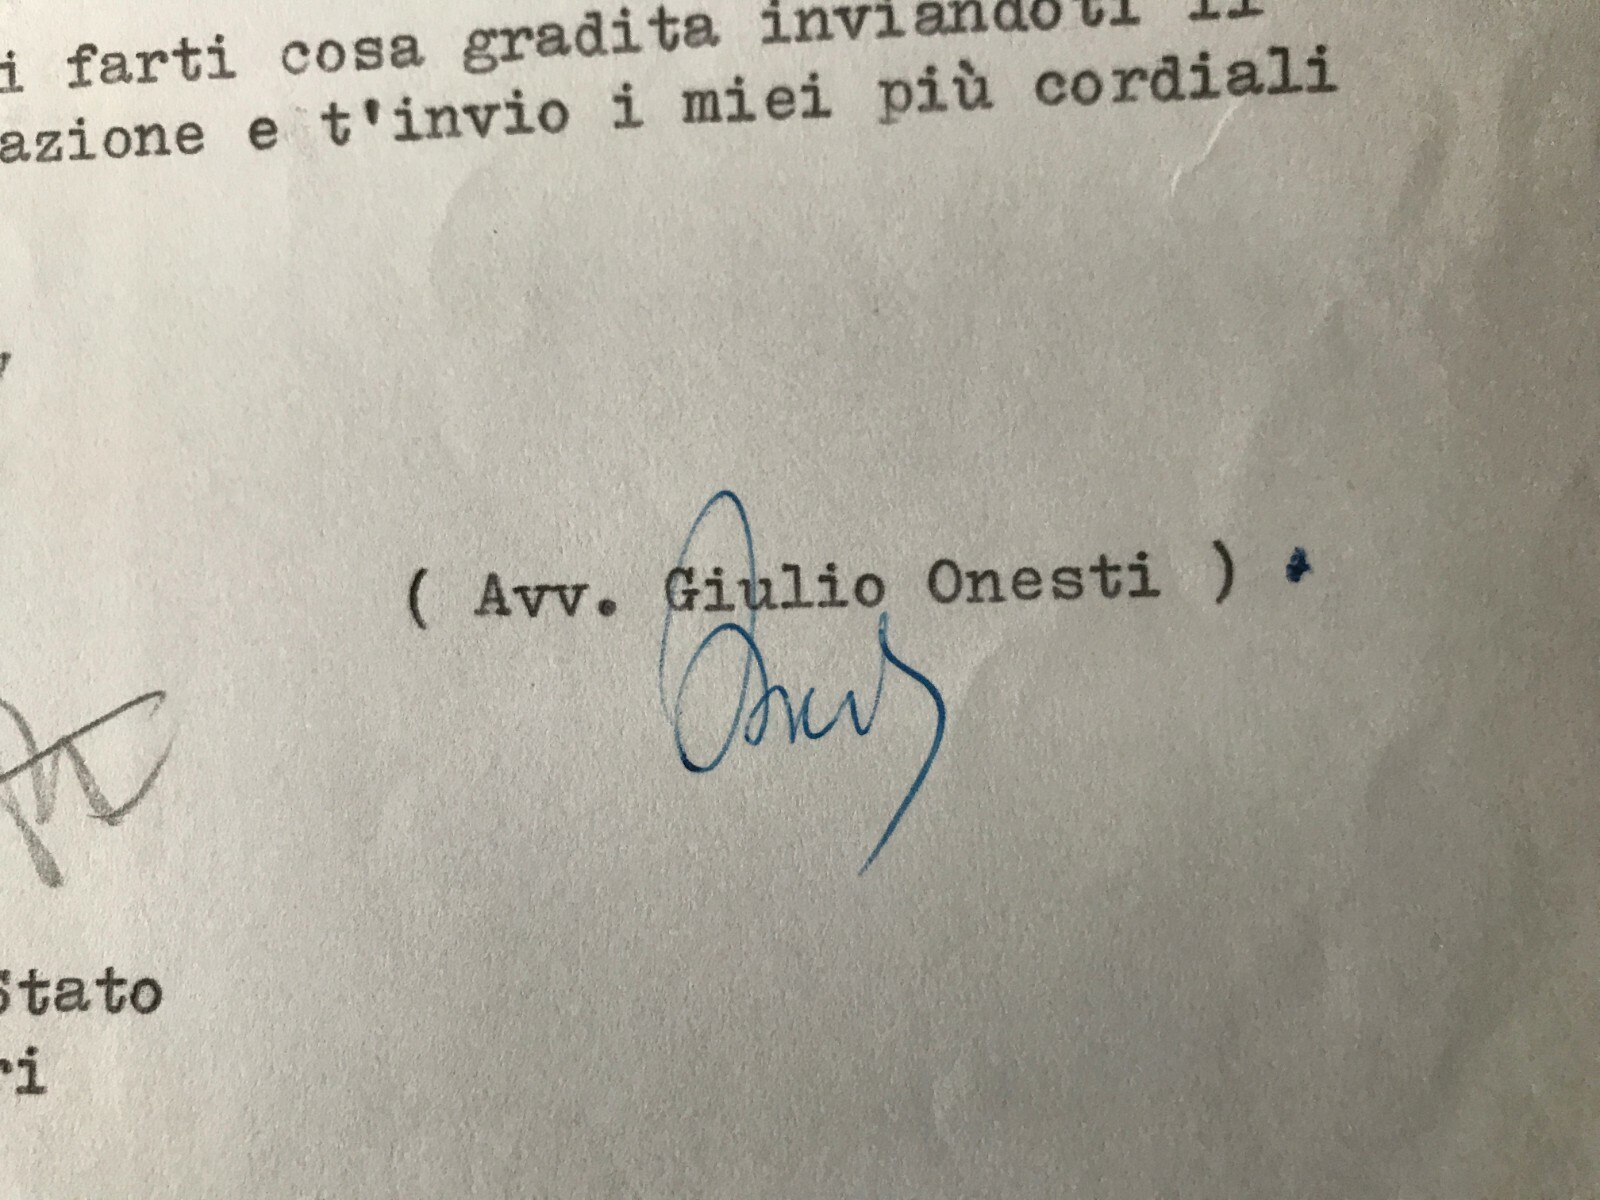 i farti cosa gradita inviandoti il
azione e t'invio i miei più cordiali
( Avv. Giulio Onesti )
Stato
ri